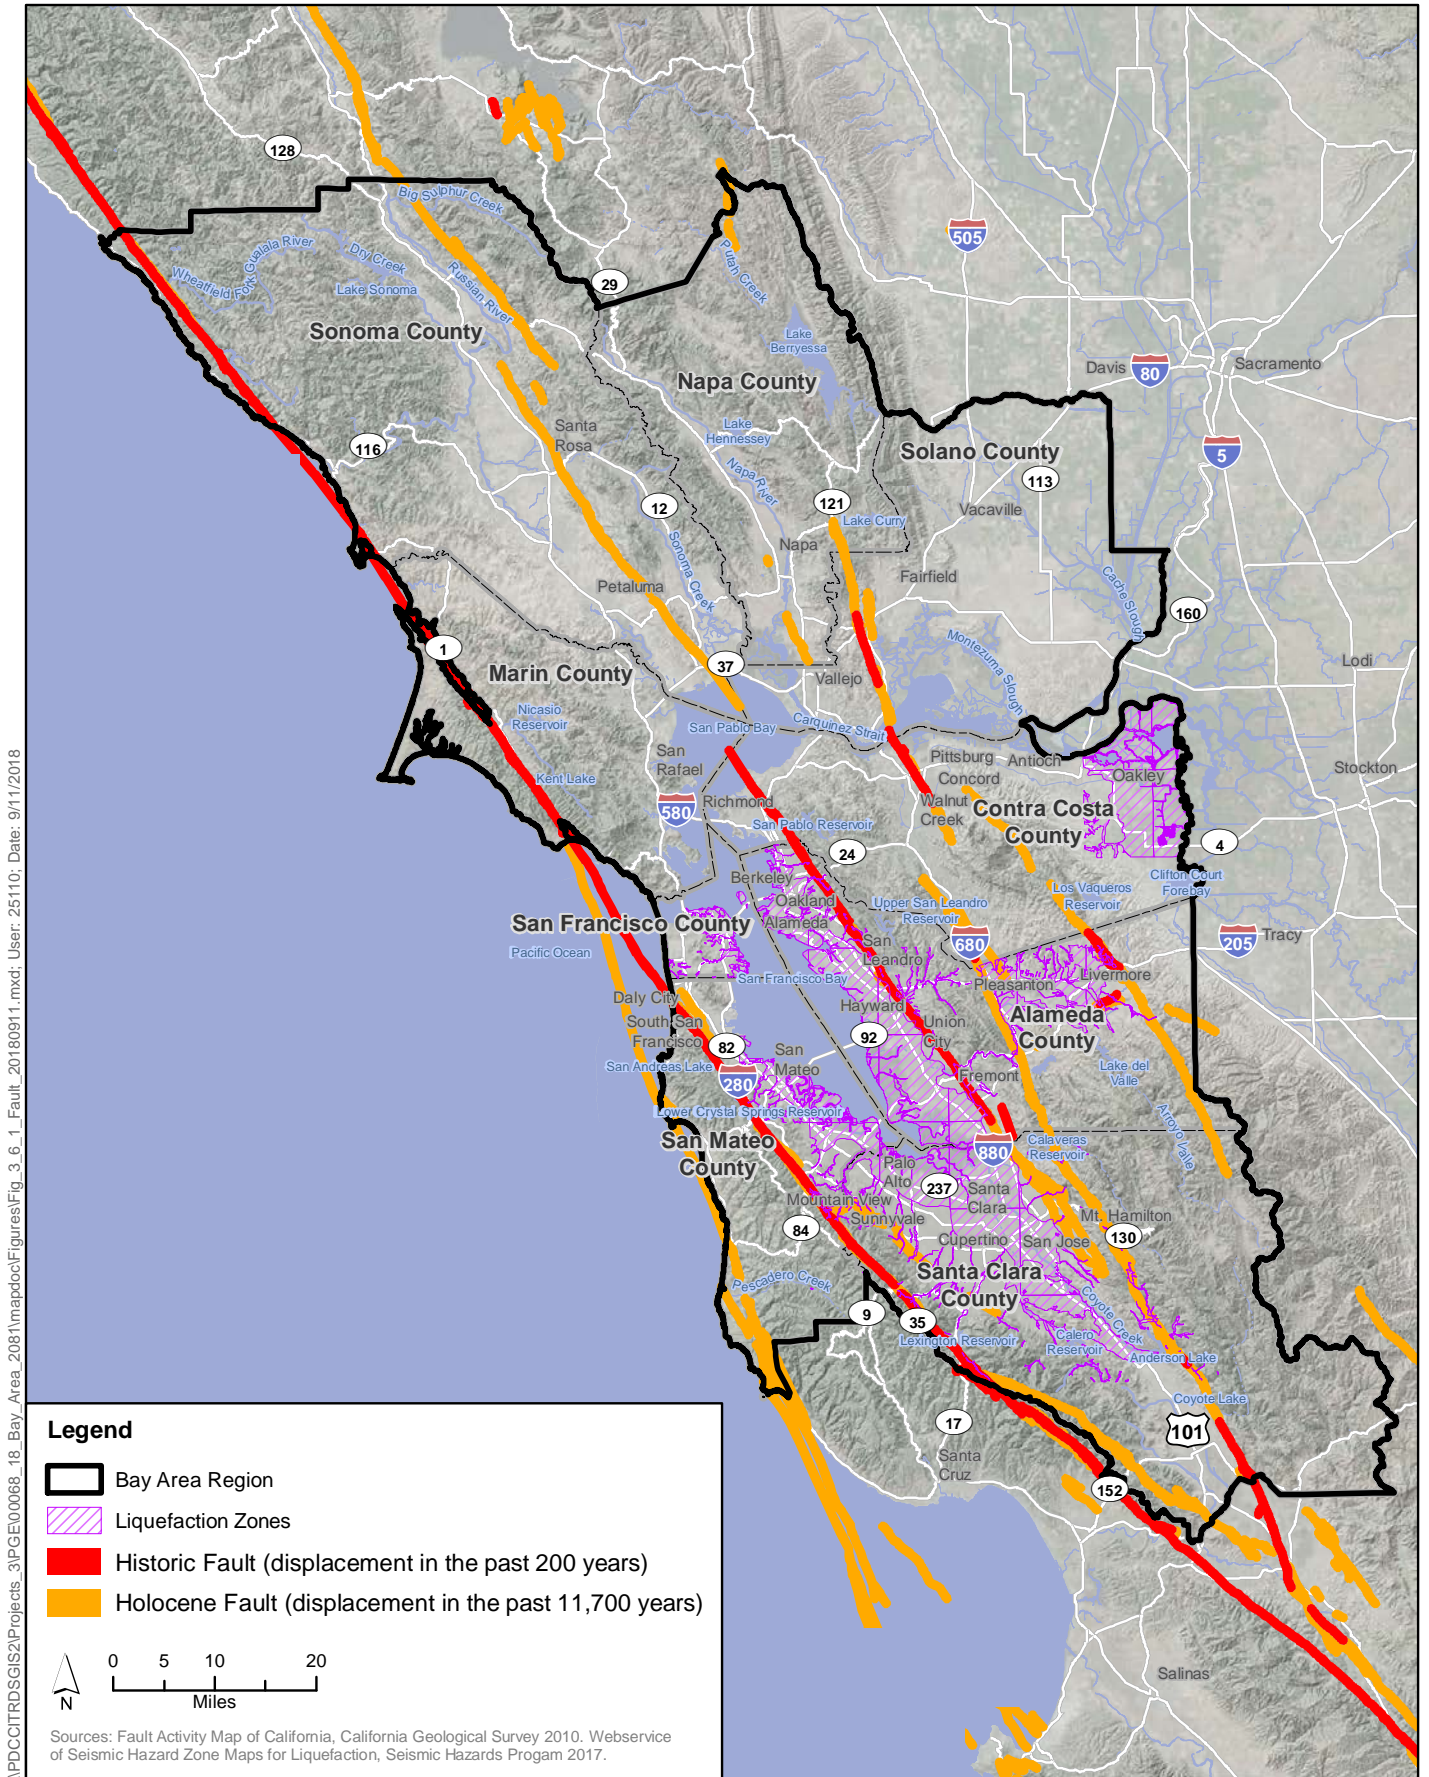 128
Big Sulphur Creek
505
Wheatfield Fork Gualala River
Dry Creek
Lake Sonoma
Russian River
29
Putah Creek
Sonoma County
Lake
Berryessa
Napa County
Davis
80
Sacramento
116
Santa
Rosa
Lake
Hennessey
Napa River
Solano County
5
113
12
121
Lake Curry
Vacaville
Napa
Sonoma Creek
Petaluma
Fairfield
Cache Slough
160
1
Marin County
37
Vallejo
Montezuma Slough
Lodi
Nicasio
Reservoir
San Pablo Bay
Carquinez Strait
San
Rafael
Pittsburg
Antioch
Concord
Oakley
Stockton
Kent Lake
580
Richmond
Walnut
Creek
Contra Costa
County
San Pablo Reservoir
24
4
Berkeley
Oakland
Alameda
Upper San Leandro
Reservoir
Los Vaqueros
Reservoir
Clifton Court
Forebay
San Francisco County
Pacific Ocean
San
Leandro
680
205
Tracy
San Francisco Bay
Pleasanton
Livermore
Daly City
Hayward
Alameda
County
South San
Francisco
82
92
Union
City
San Andreas Lake
280
San
Mateo
Fremont
Lake del
Valle
Lower Crystal Springs Reservoir
Arroyo Valle
San Mateo
County
880
Calaveras
Reservoir
Palo
Alto
237
Santa
Clara
Mountain View
Sunnyvale
84
Mt. Hamilton
130
Cupertino
San Jose
Pescadero Creek
Santa Clara
County
Coyote Creek
9
35
Lexington Reservoir
Calero
Reservoir
Anderson Lake
Coyote Lake
17
101
Santa
Cruz
152
Salinas
Legend
Bay Area Region
Liquefaction Zones
Historic Fault (displacement in the past 200 years)
Holocene Fault (displacement in the past 11,700 years)
0 5 10 20
Miles
N
Sources: Fault Activity Map of California, California Geological Survey 2010. Webservice
of Seismic Hazard Zone Maps for Liquefaction, Seismic Hazards Progam 2017.
\PDCCITRDSGIS2\Projects_3\PGE\00068_18_Bay_Area_2081\mapdoc\Figures\Fig_3_6_1_Fault_20180911.mxd; User: 25110; Date: 9/11/2018